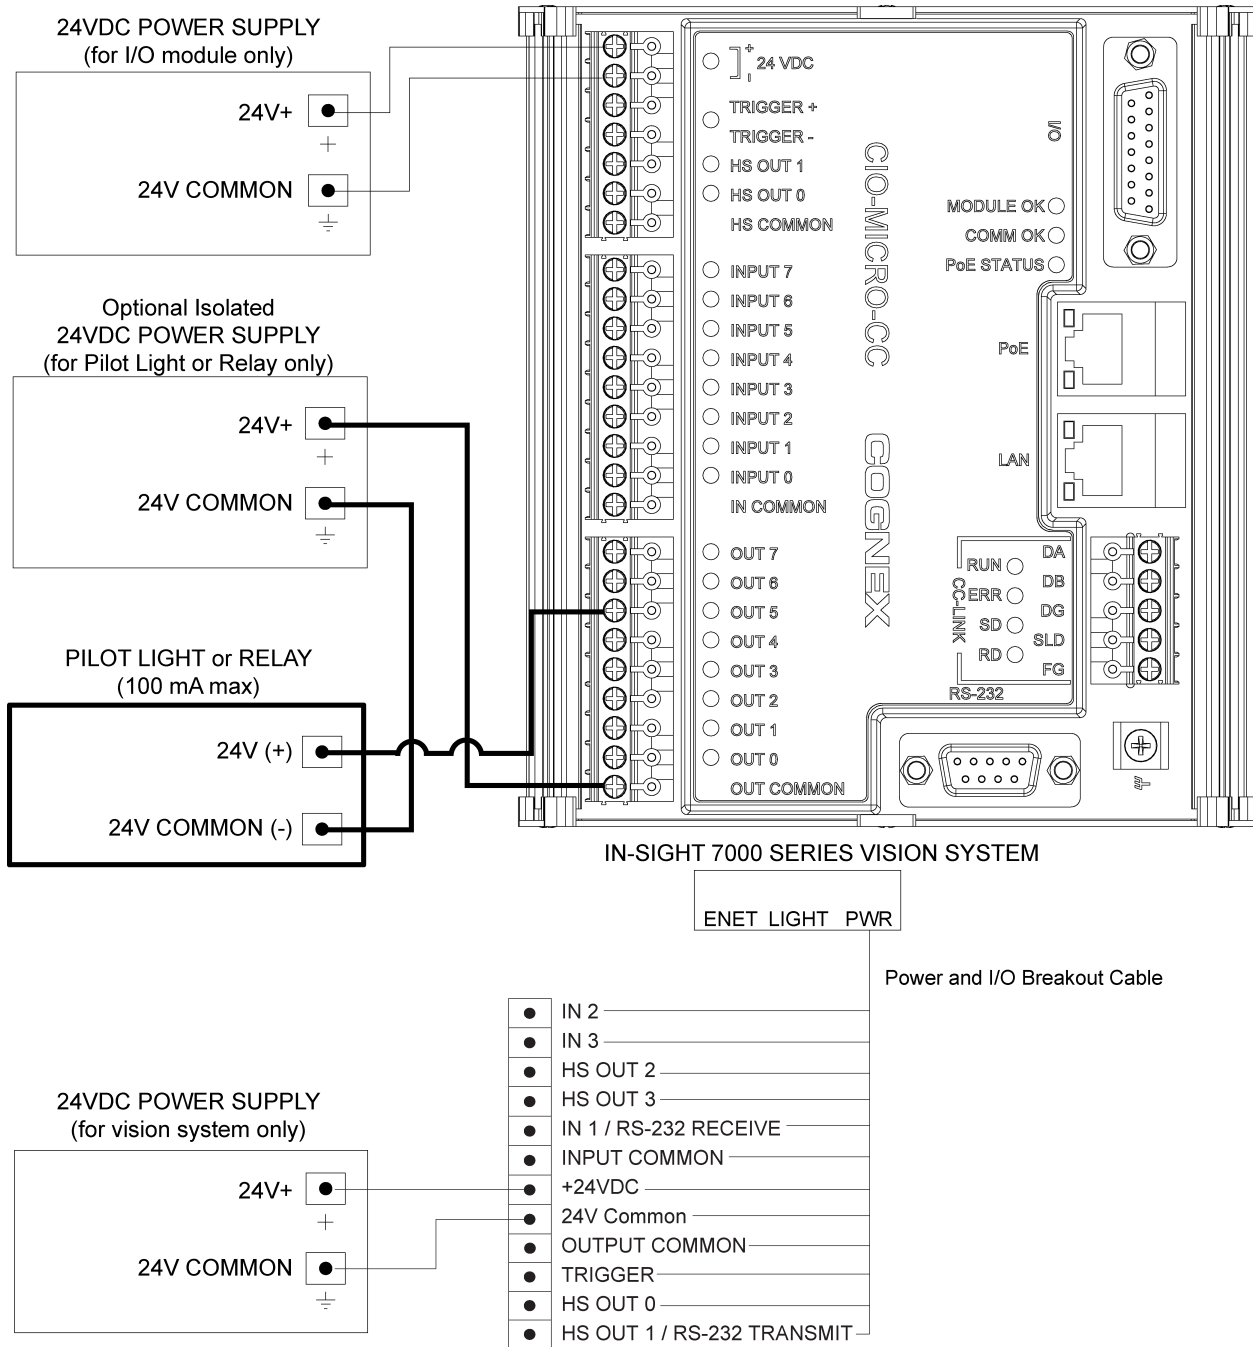 24VDC POWER SUPPLY
(for I/O module only)
24V+
24V COMMON
Optional Isolated
24VDC POWER SUPPLY
(for Pilot Light or Relay only)
24V+
24V COMMON
PILOT LIGHT or RELAY
(100 mA max)
24V (+)
24V COMMON (-)
+
-
24 VDC
TRIGGER +
TRIGGER -
HS OUT 1
HS OUT 0
HS COMMON
INPUT 7
INPUT 6
INPUT 5
INPUT 4
INPUT 3
INPUT 2
INPUT 1
INPUT 0
IN COMMON
OUT 7
OUT 6
OUT 5
OUT 4
OUT 3
OUT 2
OUT 1
OUT 0
OUT COMMON
CIO-MICRO-CC
COGNEX
I/O
MODULE OK
COMM OK
PoE STATUS
PoE
LAN
CC-LINK
RUN
ERR
SD
RD
DA
DB
DG
SLD
FG
RS-232
IN-SIGHT 7000 SERIES VISION SYSTEM
ENET LIGHT PWR
Power and I/O Breakout Cable
IN 2
IN 3
HS OUT 2
HS OUT 3
IN 1 / RS-232 RECEIVE
INPUT COMMON
+24VDC
24V Common
OUTPUT COMMON
TRIGGER
HS OUT 0
HS OUT 1 / RS-232 TRANSMIT
24VDC POWER SUPPLY
(for vision system only)
24V+
24V COMMON